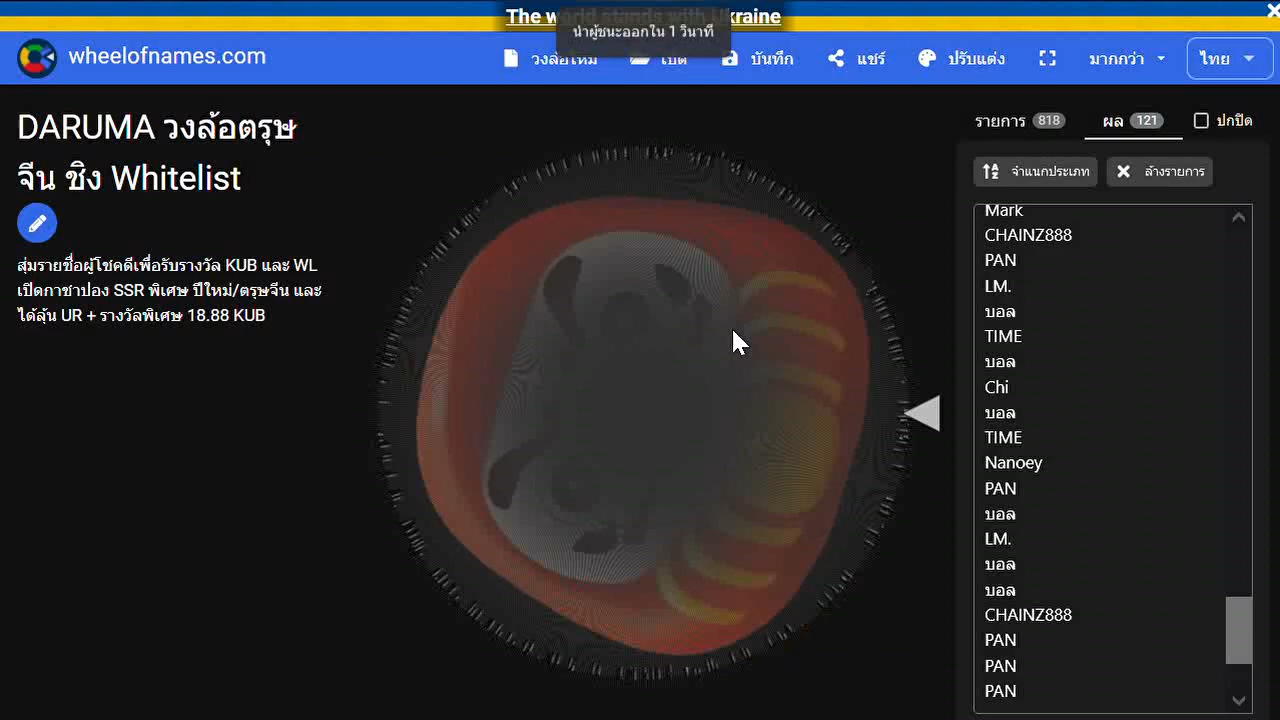 The world stands with Ukraine
นำผู้ชนะออกใน 1 วินาที
wheelofnames.com
วงล้อใหม่
เปิด
บันทึก
แชร์
ปรับแต่ง
มากกว่า
ไทย
DARUMA วงล้อตรุษ
จีน ชิง Whitelist
สุ่มรายชื่อผู้โชคดีเพื่อรับรางวัล KUB และ WL
เปิดกาชาปอง SSR พิเศษ ปีใหม่/ตรุษจีน และ
ได้ลุ้น UR + รางวัลพิเศษ 18.88 KUB
รายการ 818
ผล 121
ปกปิด
จำแนกประเภท
ล้างรายการ
Mark
CHAINZ888
PAN
LM.
บอล
TIME
บอล
Chi
บอล
TIME
Nanoey
PAN
บอล
LM.
บอล
บอล
CHAINZ888
PAN
PAN
PAN